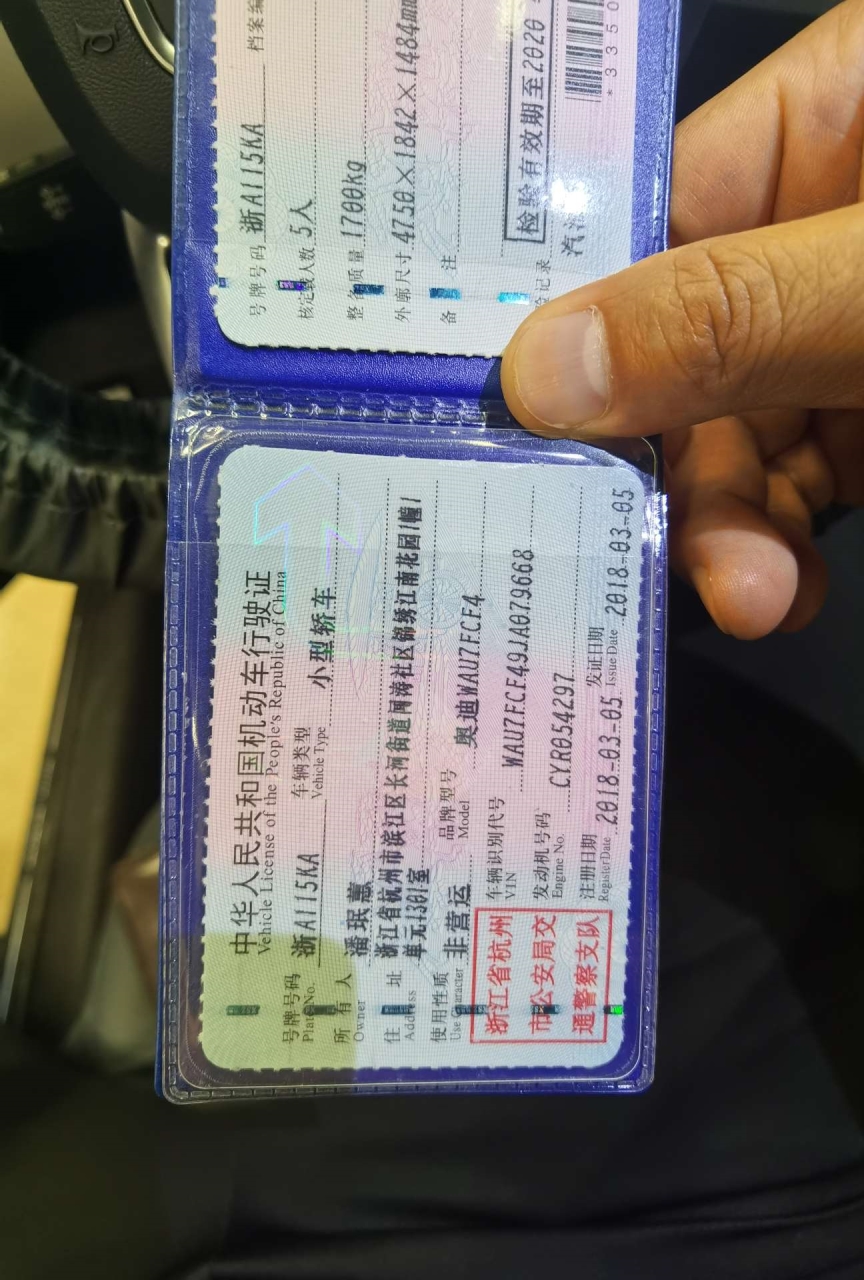 中华人民共和国机动车行驶证
Vehicle License of the People's Republic of China
号牌号码 浙A115KA 车辆类型 小型轿车
Plate No. Vehicle Type
所有人 潘珉蕙
Owner
住址 浙江省杭州市滨江区长河街道闻涛社区锦绣江南花园1幢1
Address 单元1301室
使用性质 非营运 品牌型号 奥迪WAU7FCF4
Use Character Model
浙江省杭州
市公安局交
通警察支队
车辆识别代号 WAU7FCF49JA079668
VIN
发动机号码 CYR054297
Engine No.
注册日期 2018-03-05 发证日期 2018-03-05
Register Date Issue Date
号牌号码 浙A115KA 档案编
核定载人数 5人
整备质量 1700kg
外廓尺寸 4750×1842×1484mm
备注
检验有效期至2020
记录 汽
*3350